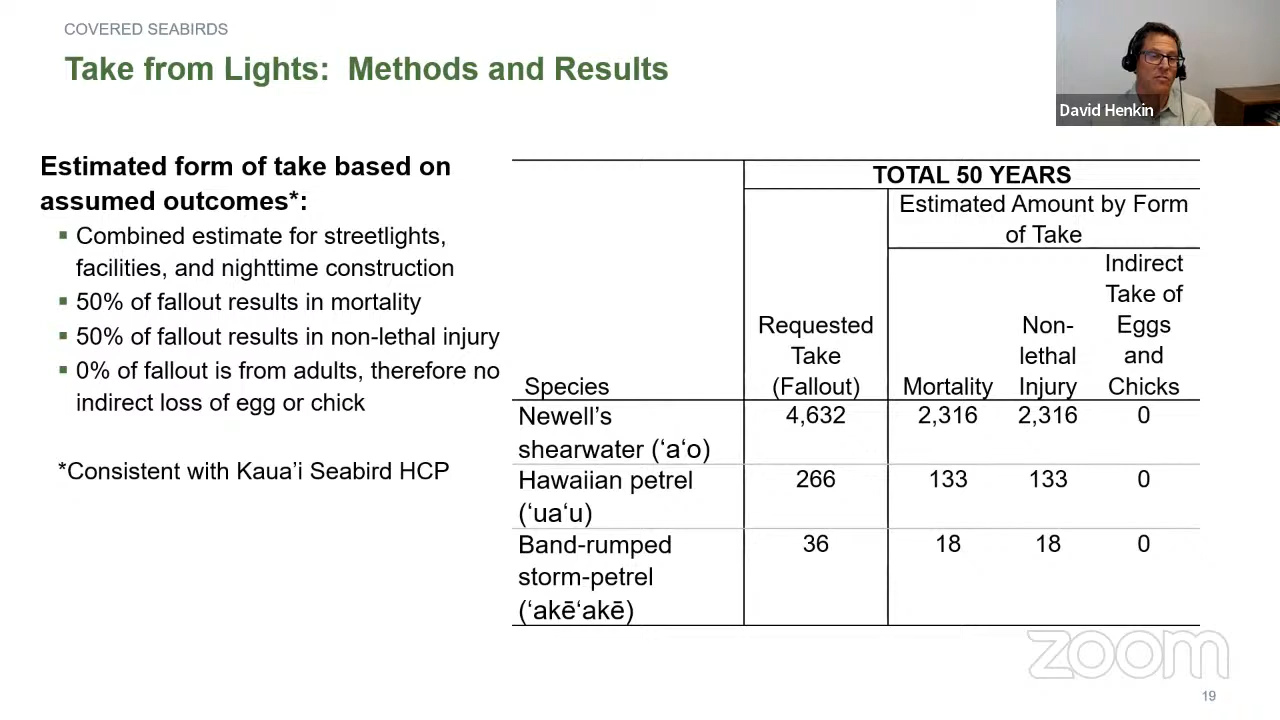 COVERED SEABIRDS
Take from Lights: Methods and Results
David Henkin
Estimated form of take based on
assumed outcomes*:
▪ Combined estimate for streetlights,
facilities, and nighttime construction
▪ 50% of fallout results in mortality
▪ 50% of fallout results in non-lethal injury
▪ 0% of fallout is from adults, therefore no
indirect loss of egg or chick
*Consistent with Kauaʻi Seabird HCP
TOTAL 50 YEARS
Estimated Amount by Form
of Take
Species
Requested
Take
(Fallout)
Mortality
Non-
lethal
Injury
Indirect
Take of
Eggs
and
Chicks
Newell's
shearwater (ʻaʻo) 4,632 2,316 2,316 0
Hawaiian petrel
(ʻuaʻu) 266 133 133 0
Band-rumped
storm-petrel
(ʻakēʻakē) 36 18 18 0
zoom
19